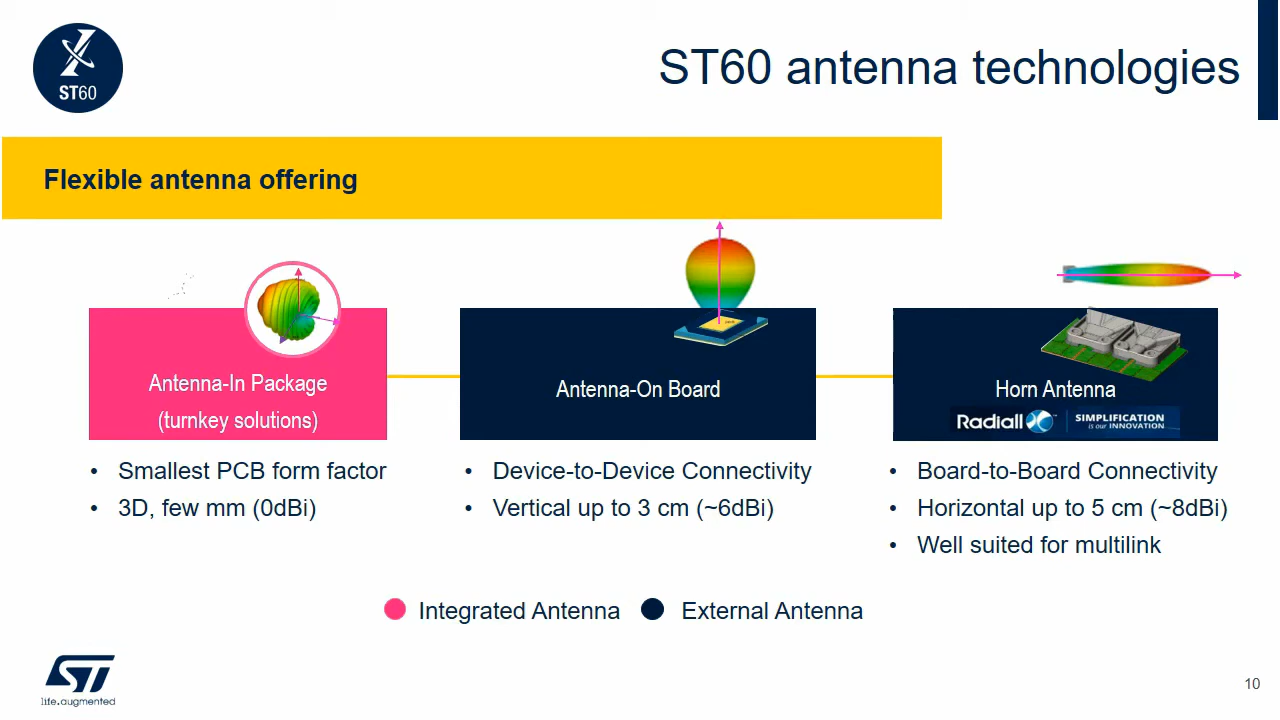 ST60
ST60 antenna technologies
Flexible antenna offering
Antenna-In Package
(turnkey solutions)
• Smallest PCB form factor
• 3D, few mm (0dBi)
Antenna-On Board
• Device-to-Device Connectivity
• Vertical up to 3 cm (~6dBi)
Horn Antenna
Radiall
SIMPLIFICATION
is our INNOVATION
• Board-to-Board Connectivity
• Horizontal up to 5 cm (~8dBi)
• Well suited for multilink
Integrated Antenna
External Antenna
ST
life.augmented
10